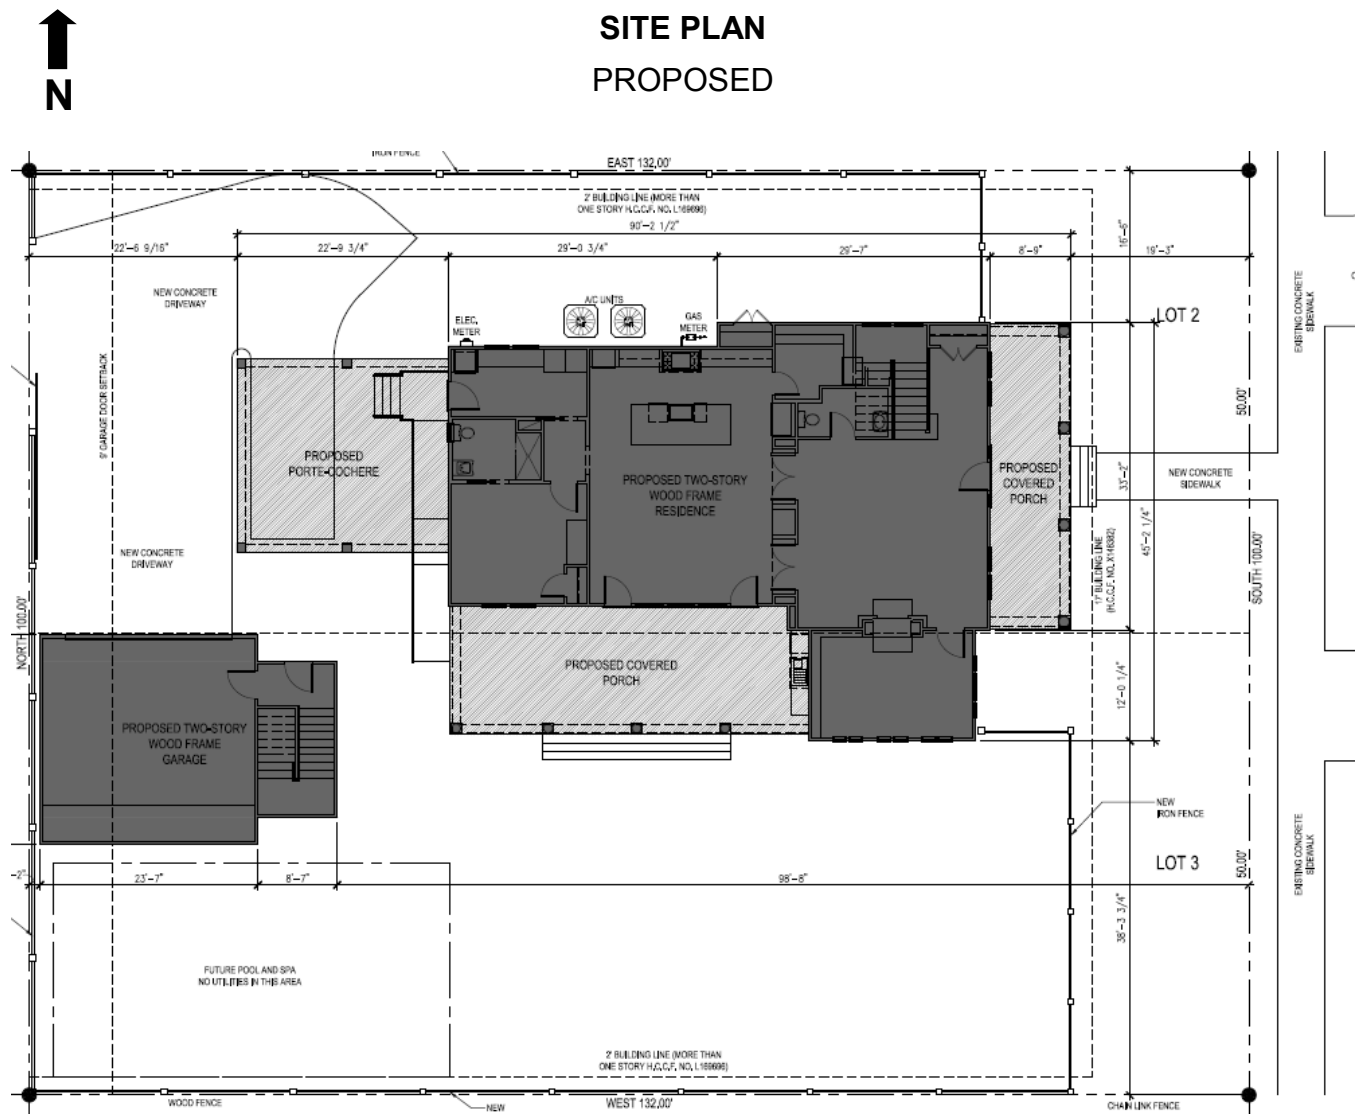 SITE PLAN
PROPOSED
N
IRON FENCE
EAST 132.00'
2' BUILDING LINE (MORE THAN
ONE STORY H.C.C.F. NO. L169696)
90'-2 1/2"
22'-6 9/16"
22'-9 3/4"
29'-0 3/4"
29'-7"
8'-9"
16'-6"
19'-3"
NEW CONCRETE
DRIVEWAY
ELEC.
METER
A/C UNITS
GAS
METER
LOT 2
EXISTING CONCRETE
SIDEWALK
9' GARAGE DOOR SETBACK
50.00'
PROPOSED
PORTE-COCHERE
PROPOSED TWO-STORY
WOOD FRAME
RESIDENCE
PROPOSED
COVERED
PORCH
33'-2"
NEW CONCRETE
SIDEWALK
45'-2 1/4"
17' BUILDING LINE
(H.C.C.F. NO. X148382)
NEW CONCRETE
DRIVEWAY
SOUTH 100.00'
NORTH 100.00'
PROPOSED COVERED
PORCH
12'-0 1/4"
PROPOSED TWO-STORY
WOOD FRAME
GARAGE
NEW
IRON FENCE
LOT 3
50.00'
EXISTING CONCRETE
SIDEWALK
-2"
23'-7"
8'-7"
98'-8"
38'-3 3/4"
FUTURE POOL AND SPA
NO UTILITIES IN THIS AREA
2' BUILDING LINE (MORE THAN
ONE STORY H.C.C.F. NO. L169696)
WOOD FENCE
NEW
WEST 132.00'
CHAIN LINK FENCE